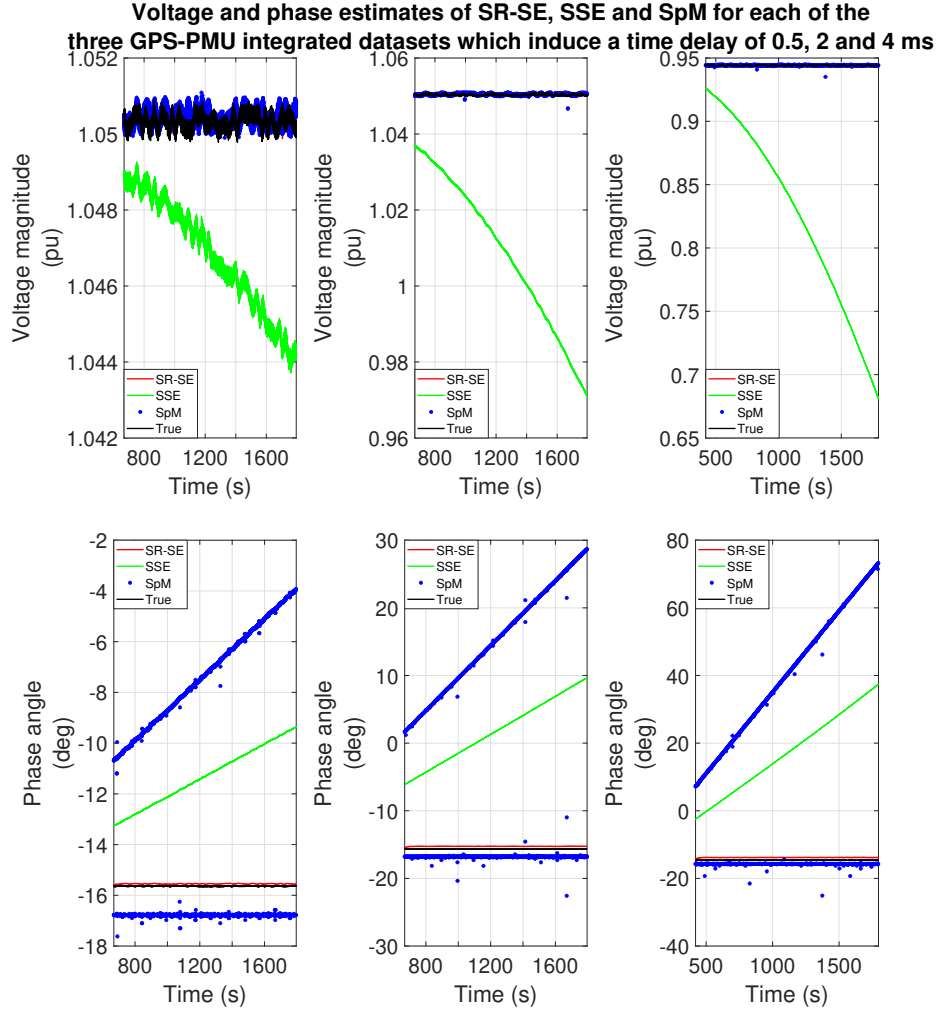 Voltage and phase estimates of SR-SE, SSE and SpM for each of the
three GPS-PMU integrated datasets which induce a time delay of 0.5, 2 and 4 ms
1.052
1.05
1.048
1.046
1.044
1.042
Voltage magnitude
(pu)
SR-SE
SSE
SpM
True
800 1200 1600
Time (s)
1.06
1.04
1.02
1
0.98
0.96
Voltage magnitude
(pu)
SR-SE
SSE
SpM
True
800 1200 1600
Time (s)
0.95
0.9
0.85
0.8
0.75
0.7
0.65
Voltage magnitude
(pu)
SR-SE
SSE
SpM
True
500 1000 1500
Time (s)
-2
-4
-6
-8
-10
-12
-14
-16
-18
Phase angle
(deg)
SR-SE
SSE
SpM
True
800 1200 1600
Time (s)
30
20
10
0
-10
-20
-30
Phase angle
(deg)
SR-SE
SSE
SpM
True
800 1200 1600
Time (s)
80
60
40
20
0
-20
-40
Phase angle
(deg)
SR-SE
SSE
SpM
True
500 1000 1500
Time (s)